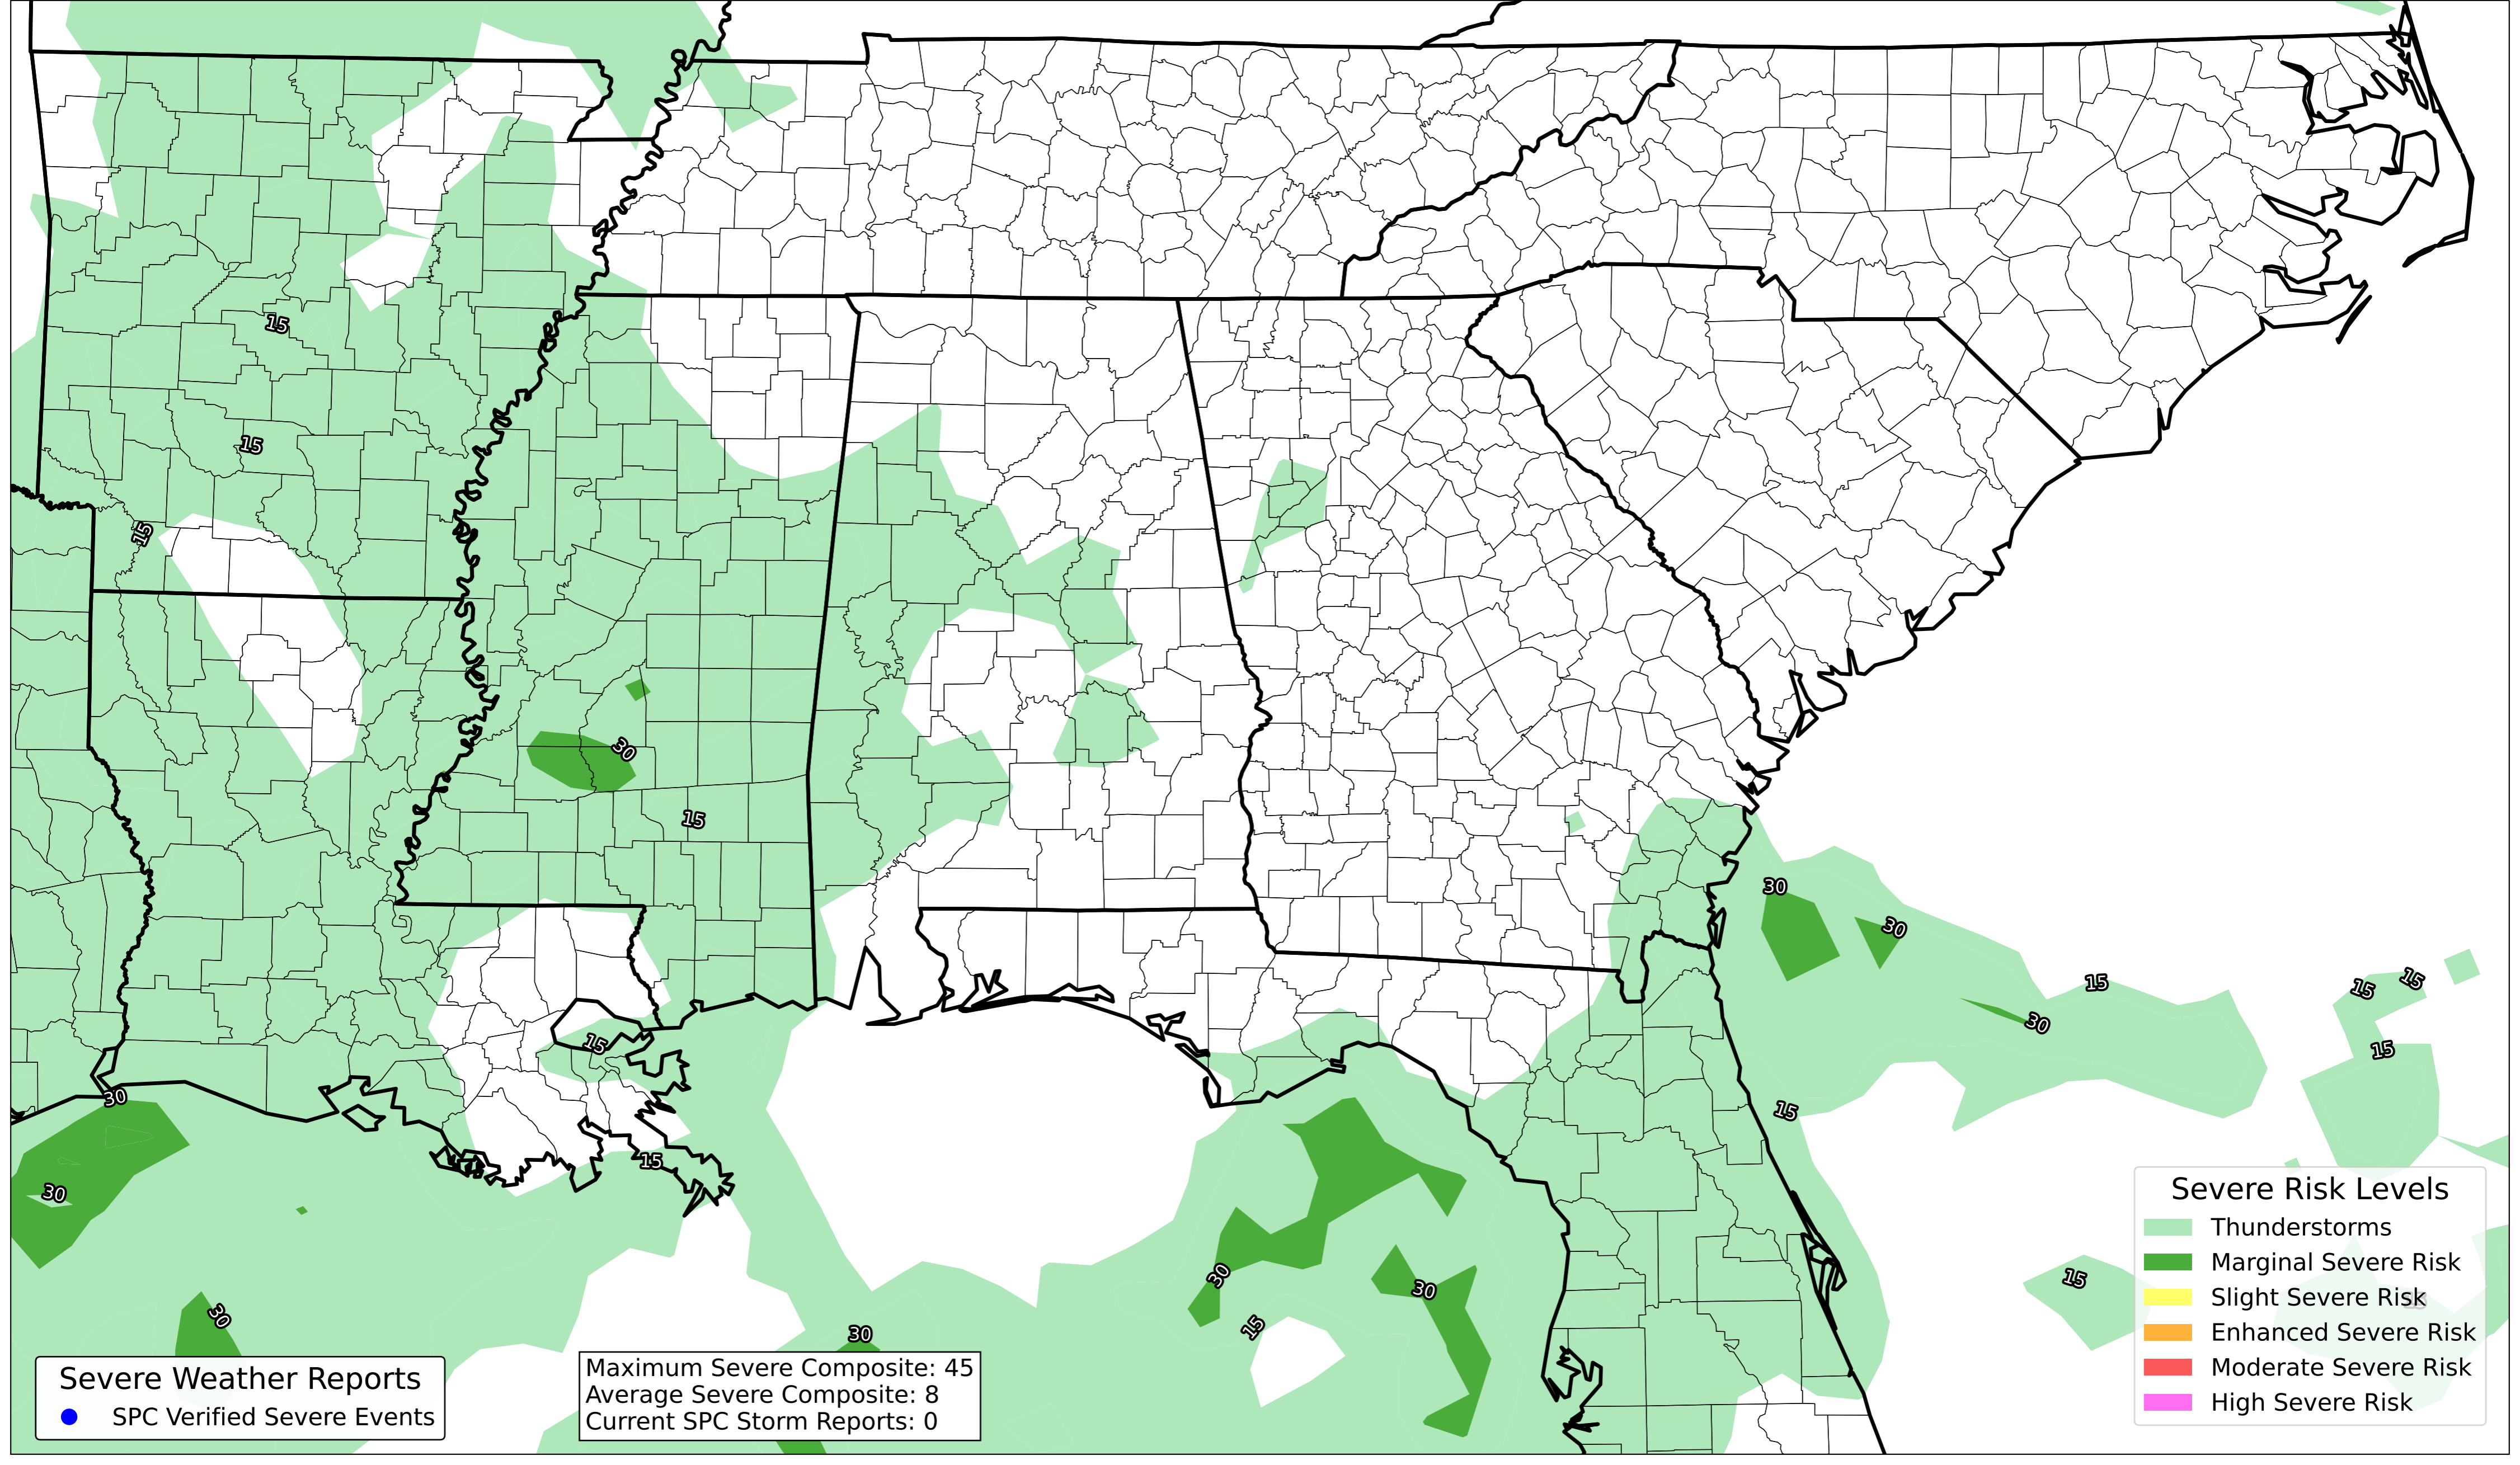 15
15
15
30
15
30
30
30
15
15
15
30
15
15
30
15
30
15
15
30
30
30
15
30
Severe Risk Levels
Thunderstorms
Marginal Severe Risk
Slight Severe Risk
Enhanced Severe Risk
Moderate Severe Risk
High Severe Risk
Severe Weather Reports
SPC Verified Severe Events
Maximum Severe Composite: 45
Average Severe Composite: 8
Current SPC Storm Reports: 0